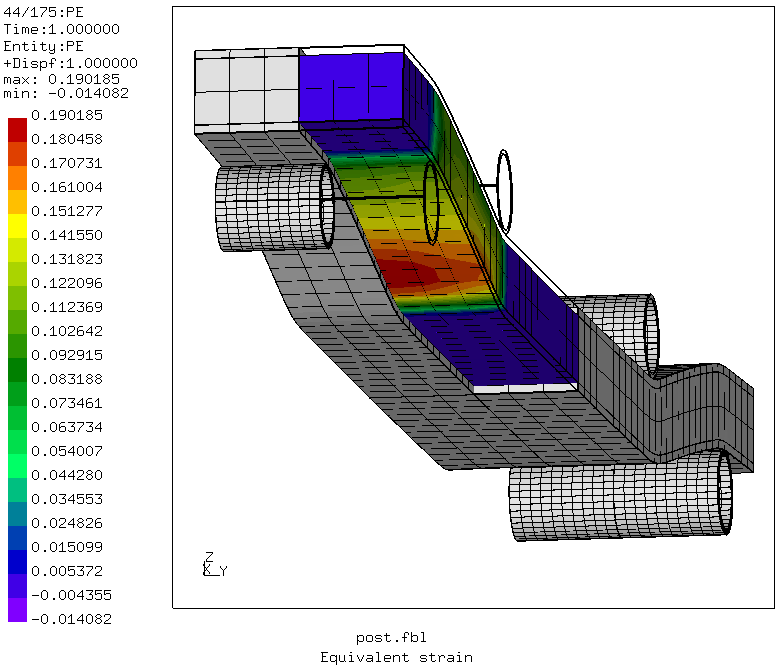 44/175:PE
Time:1.000000
Entity:PE
+Dispf:1.000000
max: 0.190185
min: -0.014082
0.190185
0.180458
0.170731
0.161004
0.151277
0.141550
0.131823
0.122096
0.112369
0.102642
0.092915
0.083188
0.073461
0.063734
0.054007
0.044280
0.034553
0.024826
0.015099
0.005372
-0.004355
-0.014082
Z
X Y
post.fbl
Equivalent strain